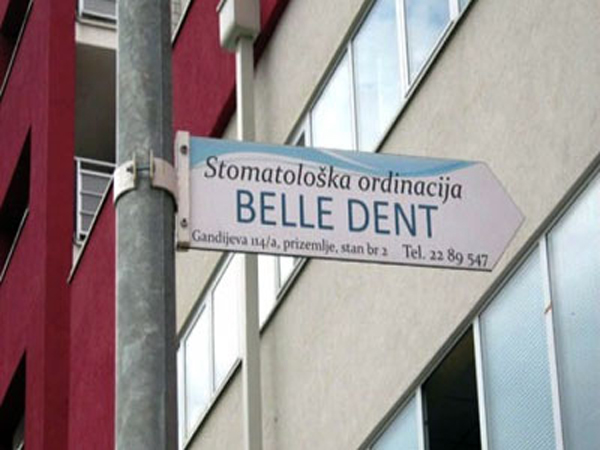 Stomatološka ordinacija
BELLE DENT
Gandijeva 114/a, prizemlje, stan br 2 Tel. 22 89 547